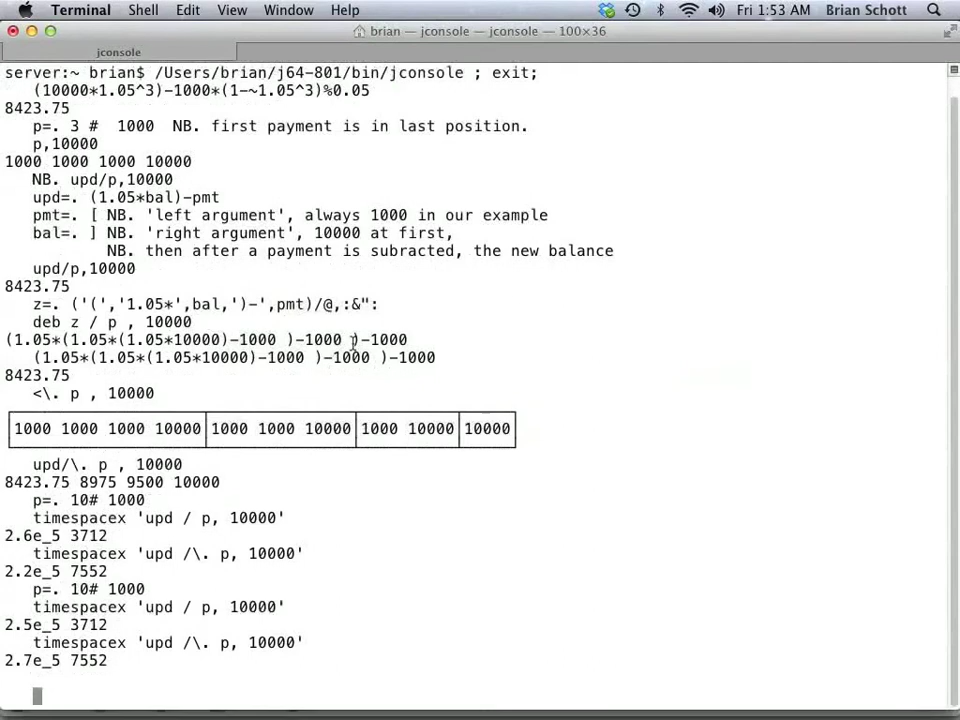 Terminal Shell Edit View Window Help Fri 1:53 AM Brian Schott
brian — jconsole — jconsole — 100×36
jconsole
server:~ brian$ /Users/brian/j64-801/bin/jconsole ; exit;
(10000*1.05^3)-1000*(1-~1.05^3)%0.05
8423.75
p=. 3 # 1000 NB. first payment is in last position.
p,10000
1000 1000 1000 10000
NB. upd/p,10000
upd=. (1.05*bal)-pmt
pmt=. [ NB. 'left argument', always 1000 in our example
bal=. ] NB. 'right argument', 10000 at first,
NB. then after a payment is subracted, the new balance
upd/p,10000
8423.75
z=. ('(','1.05*',bal,')-',pmt)/@,:&":
deb z / p , 10000
(1.05*(1.05*(1.05*10000)-1000 )-1000 )-1000
(1.05*(1.05*(1.05*10000)-1000 )-1000 )-1000
8423.75
<\. p , 10000
1000 1000 1000 10000 1000 1000 10000 1000 10000 10000
upd/\. p , 10000
8423.75 8975 9500 10000
p=. 10# 1000
timespacex 'upd / p, 10000'
2.6e_5 3712
timespacex 'upd /\. p, 10000'
2.2e_5 7552
p=. 10# 1000
timespacex 'upd / p, 10000'
2.5e_5 3712
timespacex 'upd /\. p, 10000'
2.7e_5 7552